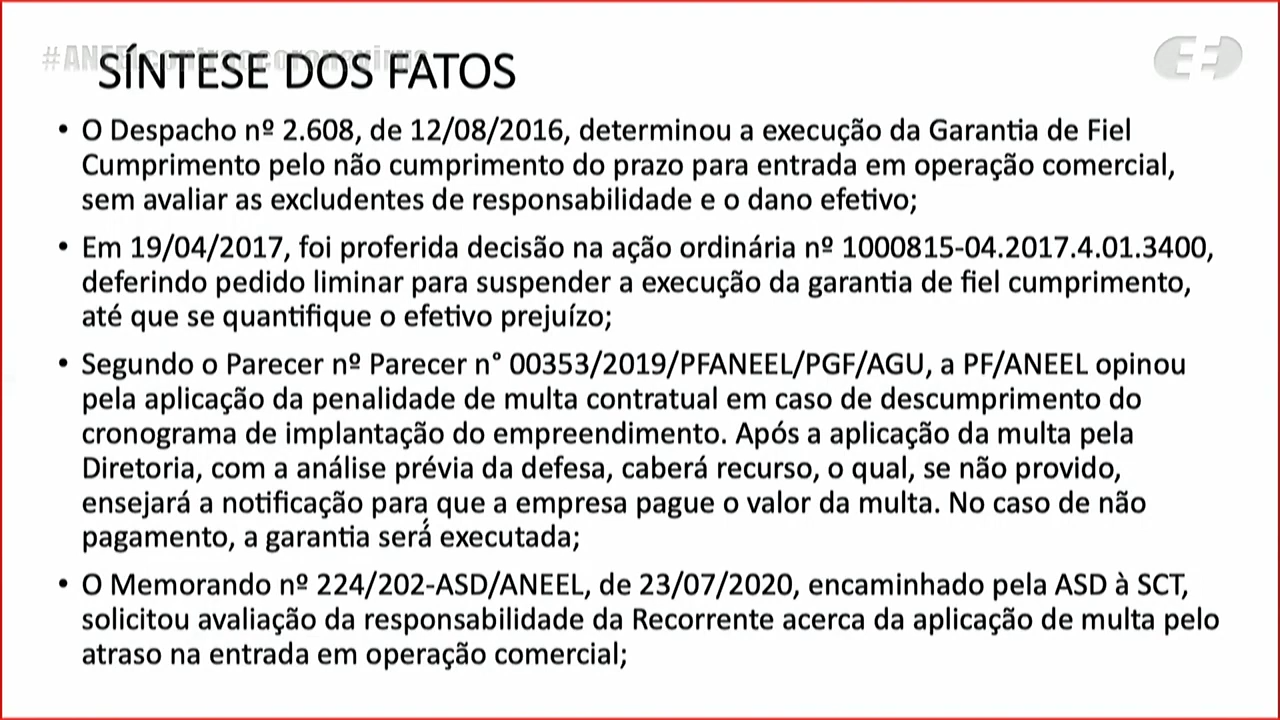 #ANEELcontraocoronavirus
SÍNTESE DOS FATOS
• O Despacho nº 2.608, de 12/08/2016, determinou a execução da Garantia de Fiel
Cumprimento pelo não cumprimento do prazo para entrada em operação comercial,
sem avaliar as excludentes de responsabilidade e o dano efetivo;
• Em 19/04/2017, foi proferida decisão na ação ordinária nº 1000815-04.2017.4.01.3400,
deferindo pedido liminar para suspender a execução da garantia de fiel cumprimento,
até que se quantifique o efetivo prejuízo;
• Segundo o Parecer nº Parecer n° 00353/2019/PFANEEL/PGF/AGU, a PF/ANEEL opinou
pela aplicação da penalidade de multa contratual em caso de descumprimento do
cronograma de implantação do empreendimento. Após a aplicação da multa pela
Diretoria, com a análise prévia da defesa, caberá recurso, o qual, se não provido,
ensejará a notificação para que a empresa pague o valor da multa. No caso de não
pagamento, a garantia será executada;
• O Memorando nº 224/202-ASD/ANEEL, de 23/07/2020, encaminhado pela ASD à SCT,
solicitou avaliação da responsabilidade da Recorrente acerca da aplicação de multa pelo
atraso na entrada em operação comercial;